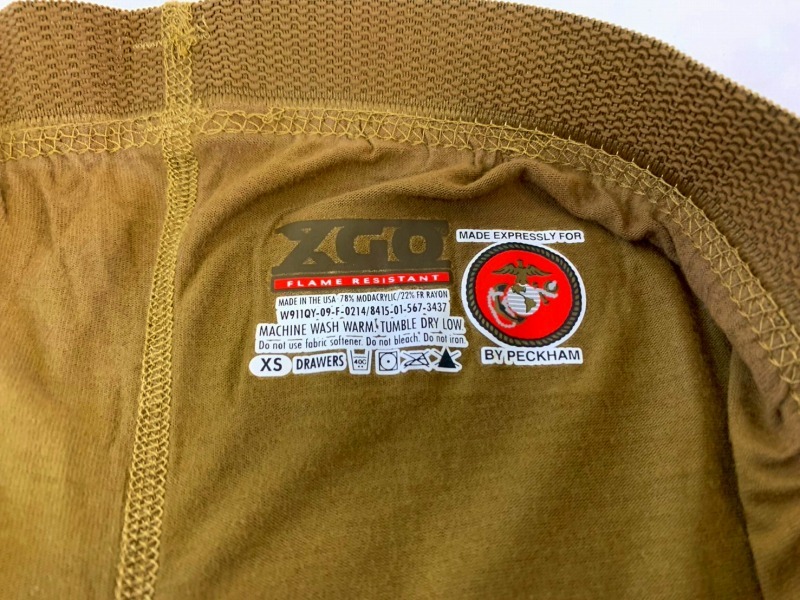 XGO
FLAME RESISTANT
MADE IN THE USA 78% MODACRYLIC/22% FR RAYON
W911QY-09-F-0214/8415-01-567-3437
MACHINE WASH WARM. TUMBLE DRY LOW
Do not use fabric softener. Do not bleach. Do not iron.
XS DRAWERS 40C
MADE EXPRESSLY FOR
BY PECKHAM